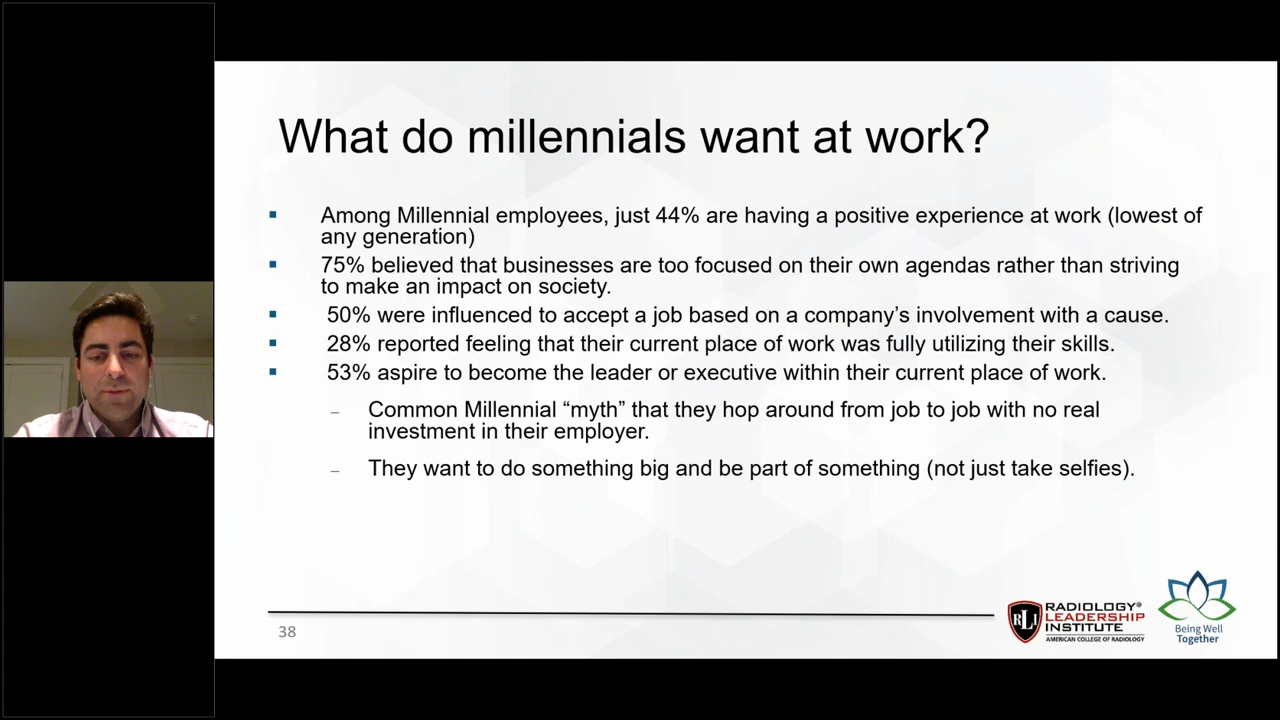 What do millennials want at work?
▪ Among Millennial employees, just 44% are having a positive experience at work (lowest of
any generation)
▪ 75% believed that businesses are too focused on their own agendas rather than striving
to make an impact on society.
▪ 50% were influenced to accept a job based on a company’s involvement with a cause.
▪ 28% reported feeling that their current place of work was fully utilizing their skills.
▪ 53% aspire to become the leader or executive within their current place of work.
– Common Millennial “myth” that they hop around from job to job with no real
investment in their employer.
– They want to do something big and be part of something (not just take selfies).
38
RLI
RADIOLOGY®
LEADERSHIP
INSTITUTE
AMERICAN COLLEGE OF RADIOLOGY
Being Well
Together